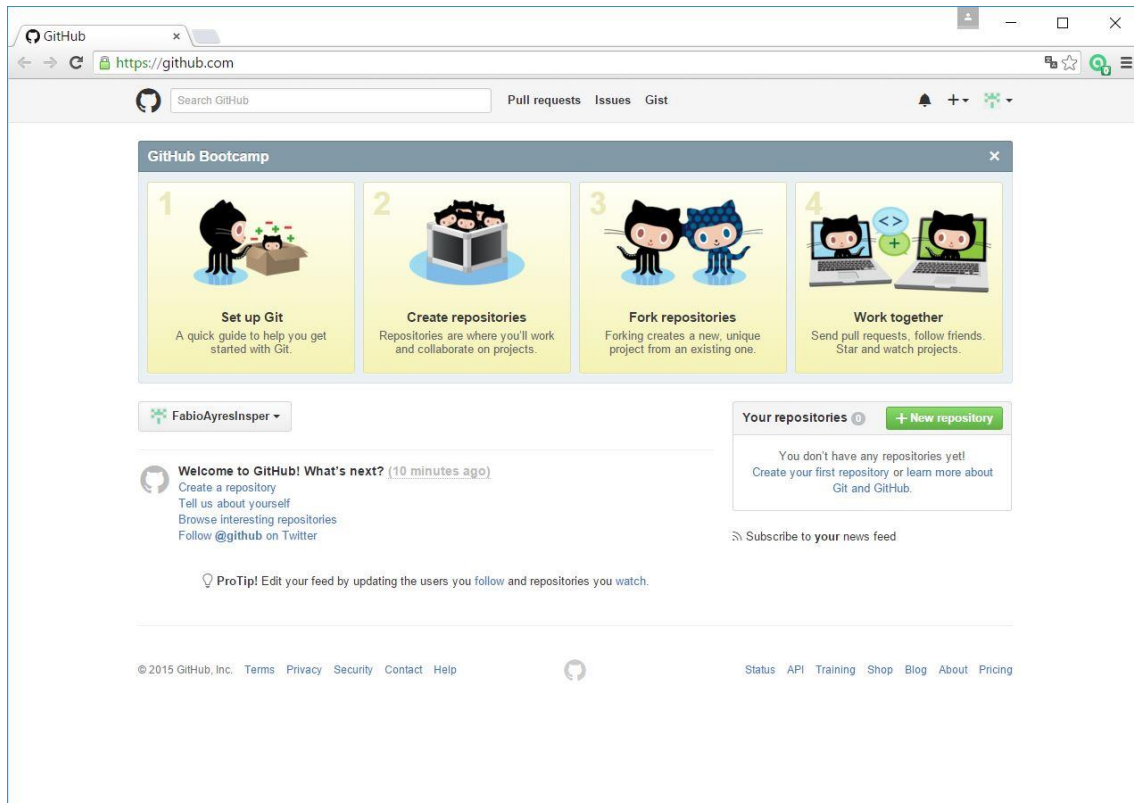 GitHub
https://github.com
Search GitHub
Pull requests Issues Gist
GitHub Bootcamp
1
Set up Git
A quick guide to help you get
started with Git.
2
Create repositories
Repositories are where you'll work
and collaborate on projects.
3
Fork repositories
Forking creates a new, unique
project from an existing one.
4
Work together
Send pull requests, follow friends.
Star and watch projects.
FabioAyresInsper
Welcome to GitHub! What's next? (10 minutes ago)
Create a repository
Tell us about yourself
Browse interesting repositories
Follow @github on Twitter
ProTip! Edit your feed by updating the users you follow and repositories you watch.
Your repositories 0 + New repository
You don't have any repositories yet!
Create your first repository or learn more about
Git and GitHub.
Subscribe to your news feed
© 2015 GitHub, Inc. Terms Privacy Security Contact Help
Status API Training Shop Blog About Pricing